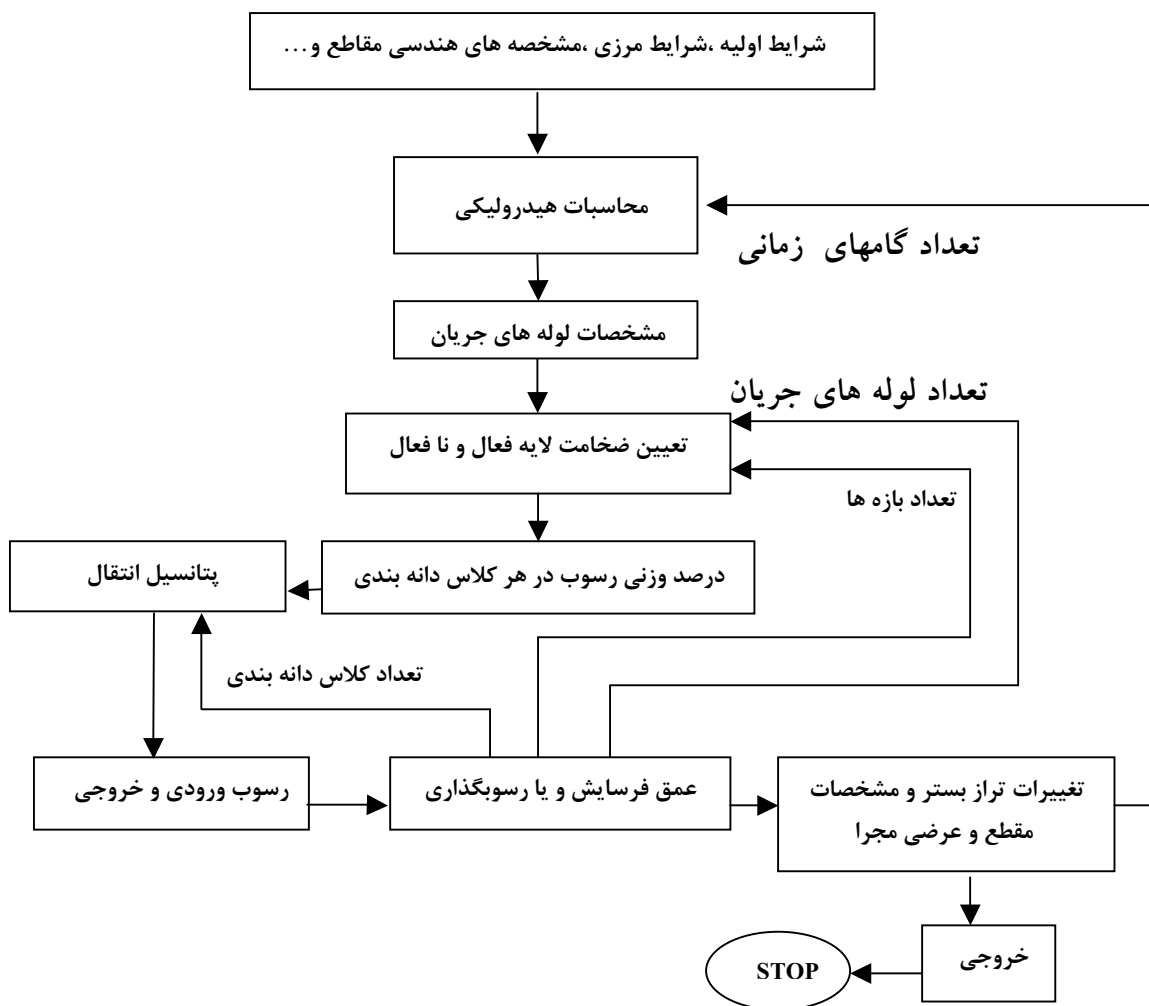 شرایط اولیه ،شرایط مرزی ،مشخصه های هندسی مقاطع و...
محاسبات هیدرولیکی
تعداد گامهای زمانی
مشخصات لوله های جریان
تعداد لوله های جریان
تعیین ضخامت لایه فعال و نا فعال
تعداد بازه ها
درصد وزنی رسوب در هر کلاس دانه بندی
پتانسیل انتقال
تعداد کلاس دانه بندی
رسوب ورودی و خروجی
عمق فرسایش و یا رسوبگذاری
تغییرات تراز بستر و مشخصات
مقطع و عرضی مجرا
خروجی
STOP